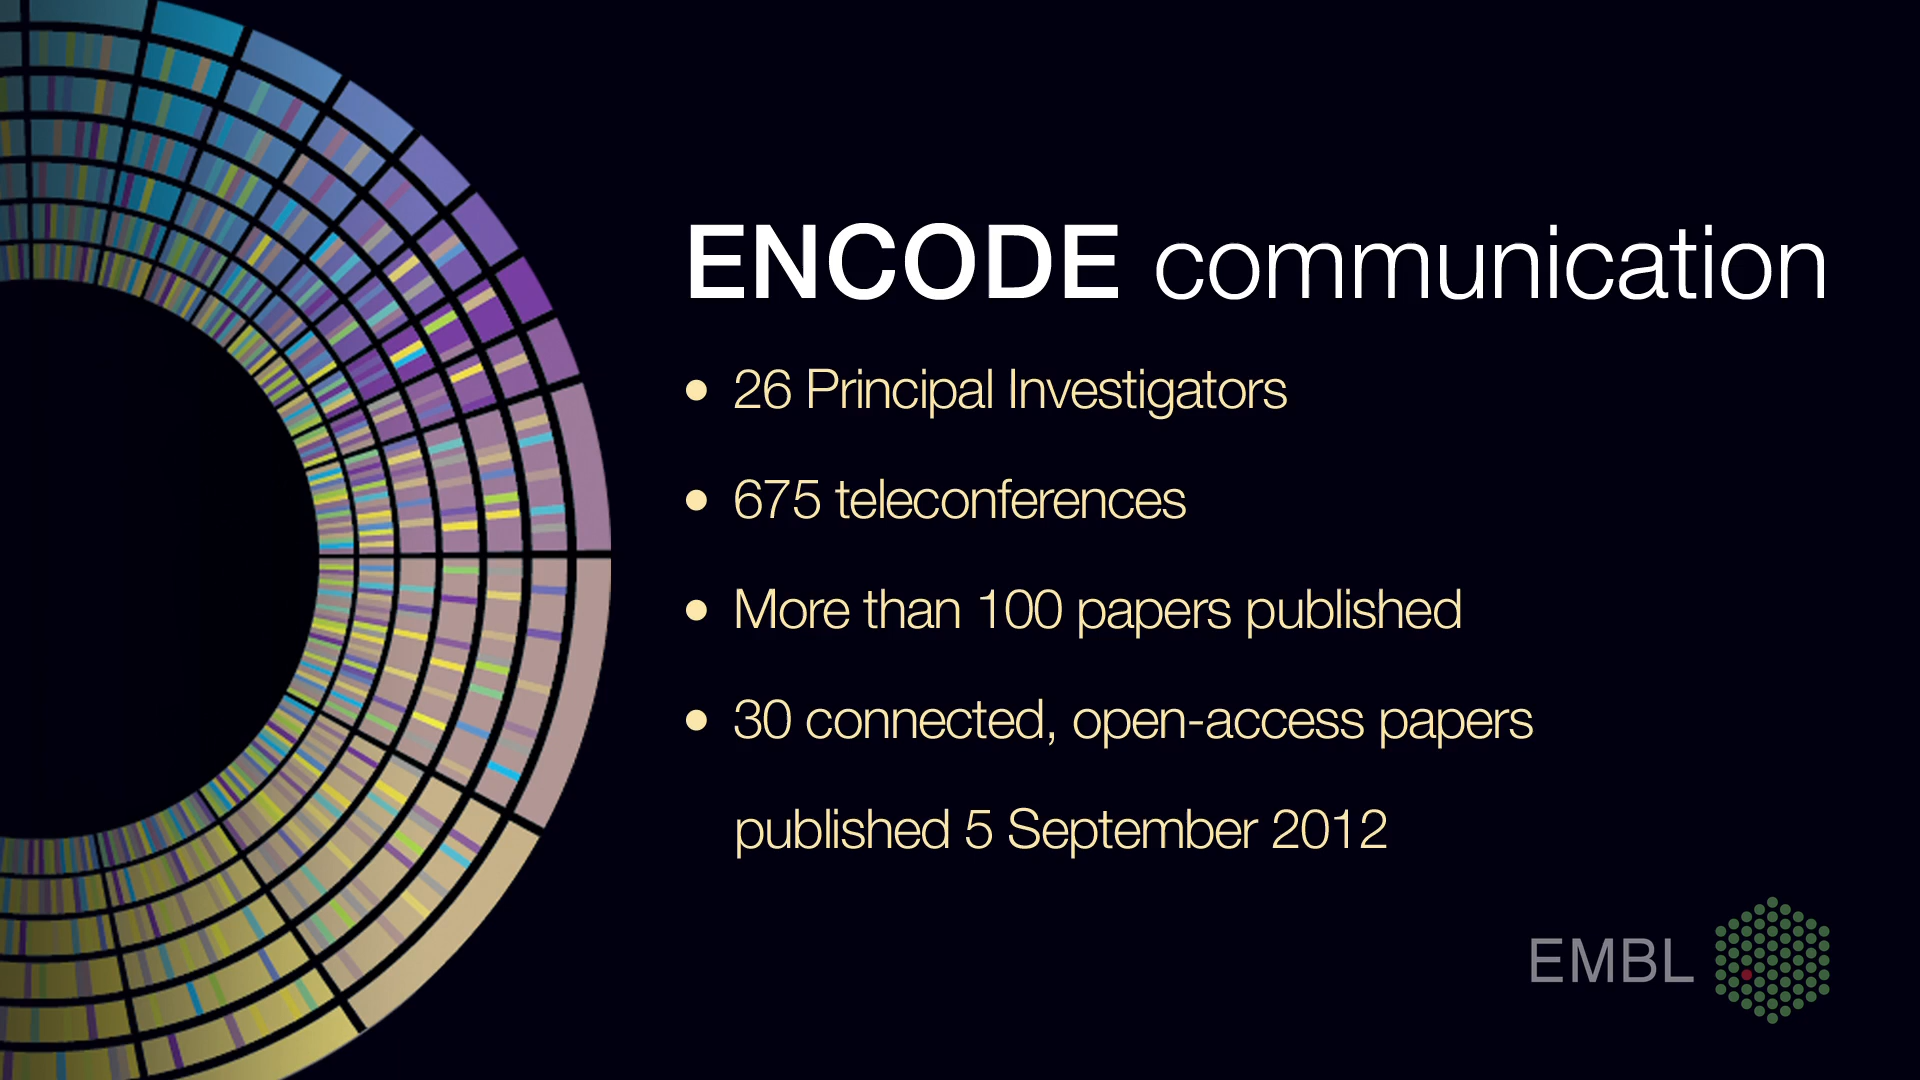 ENCODE communication
• 26 Principal Investigators
• 675 teleconferences
• More than 100 papers published
• 30 connected, open-access papers
published 5 September 2012
EMBL